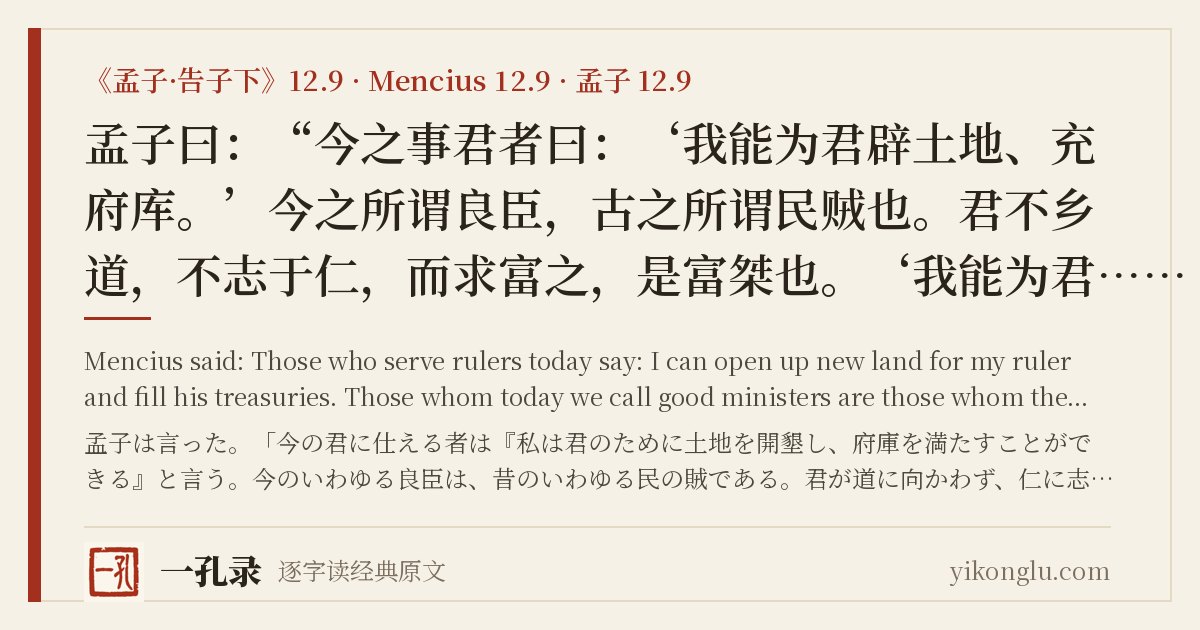 《孟子·告子下》12.9 · Mencius 12.9 · 孟子 12.9
孟子曰：“今之事君者曰：‘我能为君辟土地、充
府库。’今之所谓良臣，古之所谓民贼也。君不乡
道，不志于仁，而求富之，是富桀也。‘我能为君……
Mencius said: Those who serve rulers today say: I can open up new land for my ruler
and fill his treasuries. Those whom today we call good ministers are those whom the...
孟子は言った。「今の君に仕える者は『私は君のために土地を開墾し、府庫を満たすことがで
きる』と言う。今のいわゆる良臣は、昔のいわゆる民の賊である。君が道に向かわず、仁に志…
一孔
一孔录 逐字读经典原文
yikonglu.com